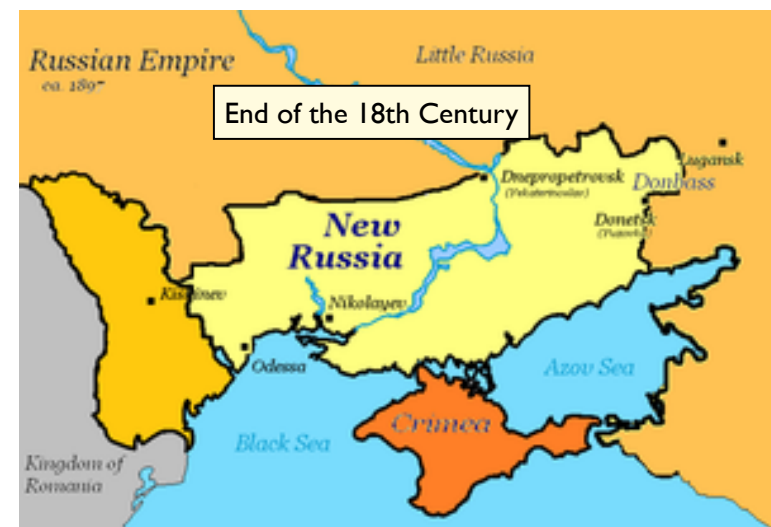 Russian Empire
ca. 1897
Little Russia
End of the 18th Century
Lugansk
Dnepropetrovsk
(Yekaterinoslav)
Donbass
New
Russia
Donetsk
(Yuzovka)
Kishinev
Nikolayev
Odessa
Azov Sea
Crimea
Black Sea
Kingdom of
Romania